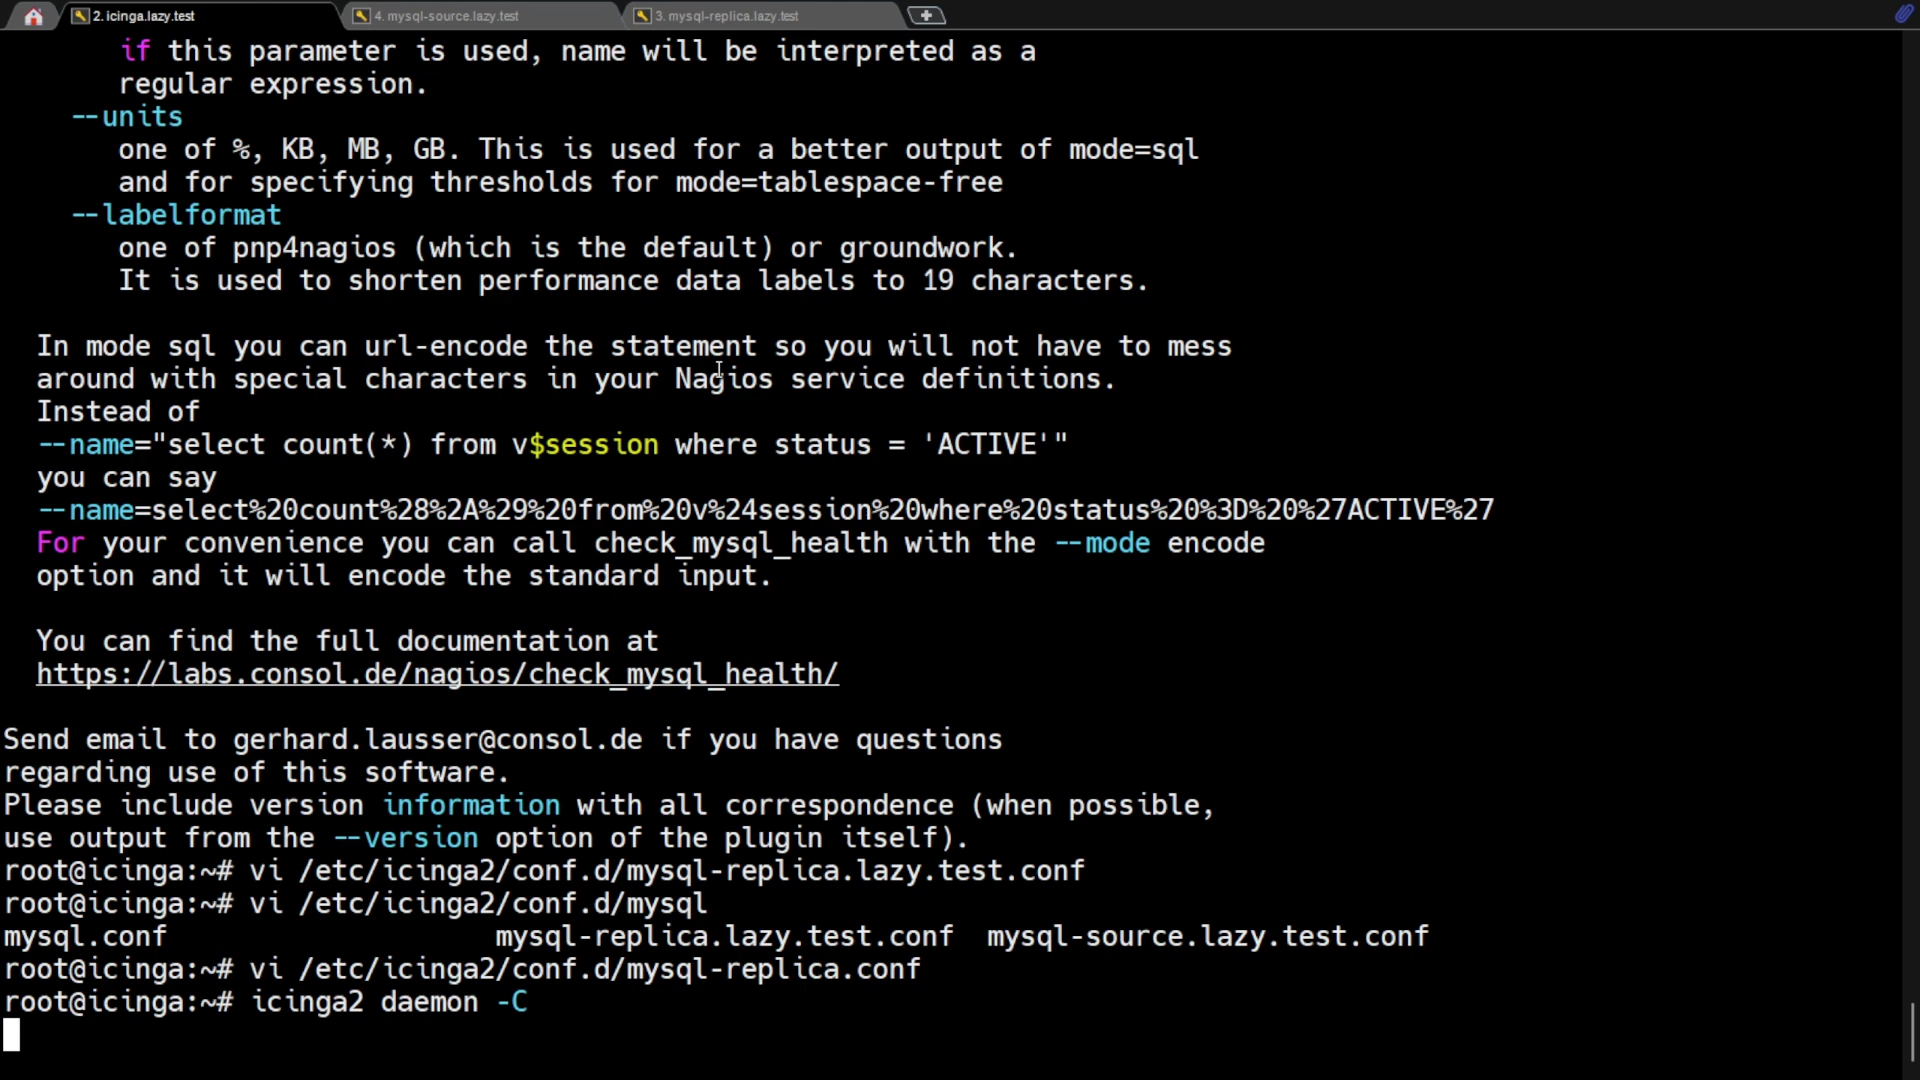 2. icinga.lazy.test
4. mysql-source.lazy.test
3. mysql-replica.lazy.test
if this parameter is used, name will be interpreted as a
regular expression.
--units
one of %, KB, MB, GB. This is used for a better output of mode=sql
and for specifying thresholds for mode=tablespace-free
--labelformat
one of pnp4nagios (which is the default) or groundwork.
It is used to shorten performance data labels to 19 characters.
In mode sql you can url-encode the statement so you will not have to mess
around with special characters in your Nagios service definitions.
Instead of
--name="select count(*) from v$session where status = 'ACTIVE'"
you can say
--name=select%20count%28%2A%29%20from%20v%24session%20where%20status%20%3D%20%27ACTIVE%27
For your convenience you can call check_mysql_health with the --mode encode
option and it will encode the standard input.
You can find the full documentation at
https://labs.consol.de/nagios/check_mysql_health/
Send email to gerhard.lausser@consol.de if you have questions
regarding use of this software.
Please include version information with all correspondence (when possible,
use output from the --version option of the plugin itself).
root@icinga:~# vi /etc/icinga2/conf.d/mysql-replica.lazy.test.conf
root@icinga:~# vi /etc/icinga2/conf.d/mysql
mysql.conf mysql-replica.lazy.test.conf mysql-source.lazy.test.conf
root@icinga:~# vi /etc/icinga2/conf.d/mysql-replica.conf
root@icinga:~# icinga2 daemon -C